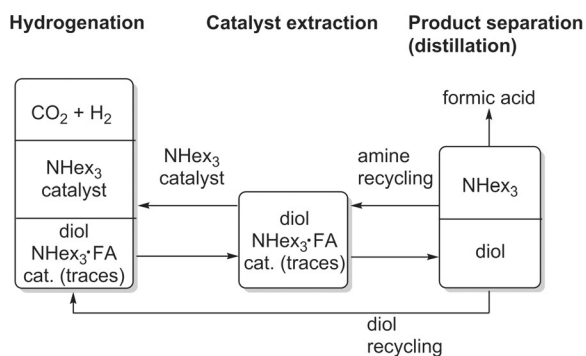 Hydrogenation
Catalyst extraction
Product separation
(distillation)
CO₂ + H₂
NHex₃
catalyst
diol
NHex₃·FA
cat. (traces)
NHex₃
catalyst
diol
NHex₃·FA
cat. (traces)
amine
recycling
formic acid
NHex₃
diol
diol
recycling